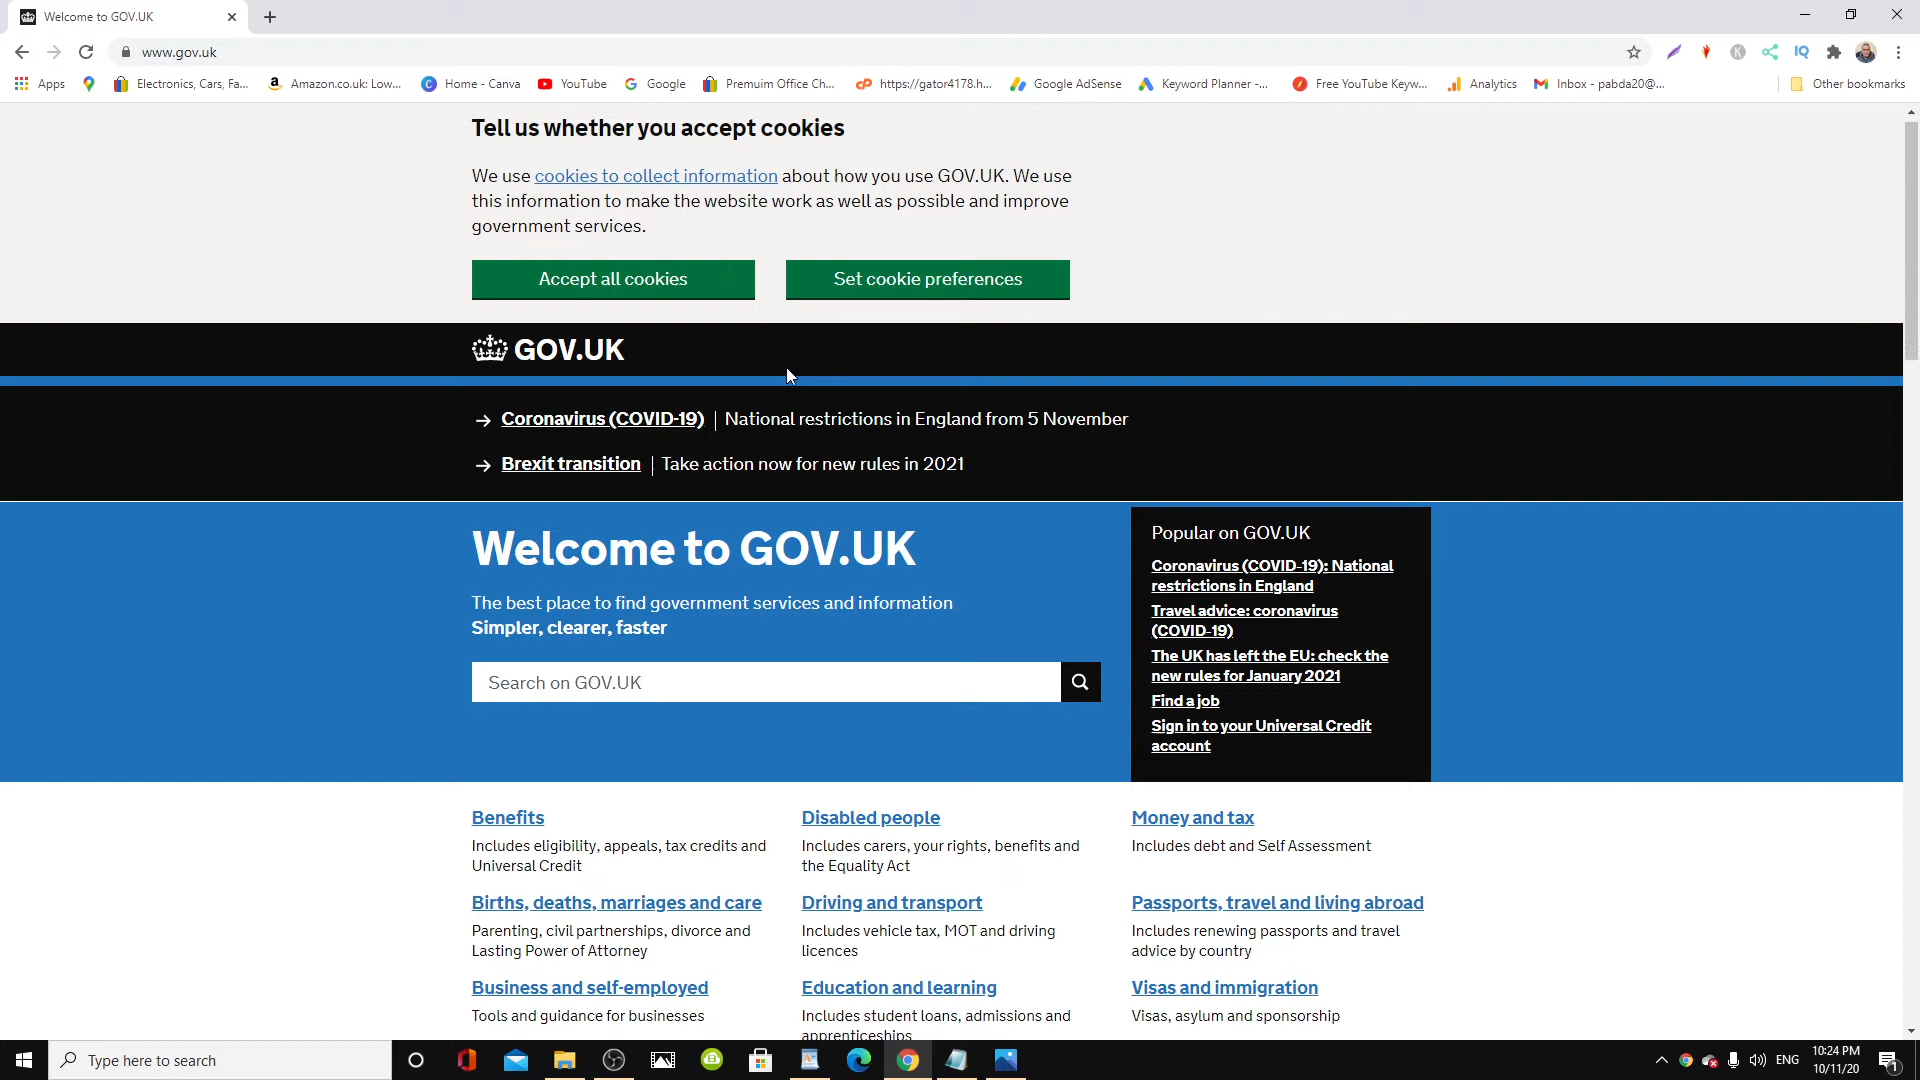 Welcome to GOV.UK
www.gov.uk
Apps
Electronics, Cars, Fa...
Amazon.co.uk: Low...
Home - Canva
YouTube
Google
Premuim Office Ch...
https://gator4178.h...
Google AdSense
Keyword Planner -...
Free YouTube Keyw...
Analytics
Inbox - pabda20@...
Other bookmarks
Tell us whether you accept cookies
We use cookies to collect information about how you use GOV.UK. We use
this information to make the website work as well as possible and improve
government services.
Accept all cookies
Set cookie preferences
GOV.UK
→ Coronavirus (COVID-19) | National restrictions in England from 5 November
→ Brexit transition | Take action now for new rules in 2021
Welcome to GOV.UK
The best place to find government services and information
Simpler, clearer, faster
Search on GOV.UK
Popular on GOV.UK
Coronavirus (COVID-19): National
restrictions in England
Travel advice: coronavirus
(COVID-19)
The UK has left the EU: check the
new rules for January 2021
Find a job
Sign in to your Universal Credit
account
Benefits
Includes eligibility, appeals, tax credits and
Universal Credit
Disabled people
Includes carers, your rights, benefits and
the Equality Act
Money and tax
Includes debt and Self Assessment
Births, deaths, marriages and care
Parenting, civil partnerships, divorce and
Lasting Power of Attorney
Driving and transport
Includes vehicle tax, MOT and driving
licences
Passports, travel and living abroad
Includes renewing passports and travel
advice by country
Business and self-employed
Tools and guidance for businesses
Education and learning
Includes student loans, admissions and
apprenticeships
Visas and immigration
Visas, asylum and sponsorship
Type here to search
ENG
10:24 PM
10/11/20
1